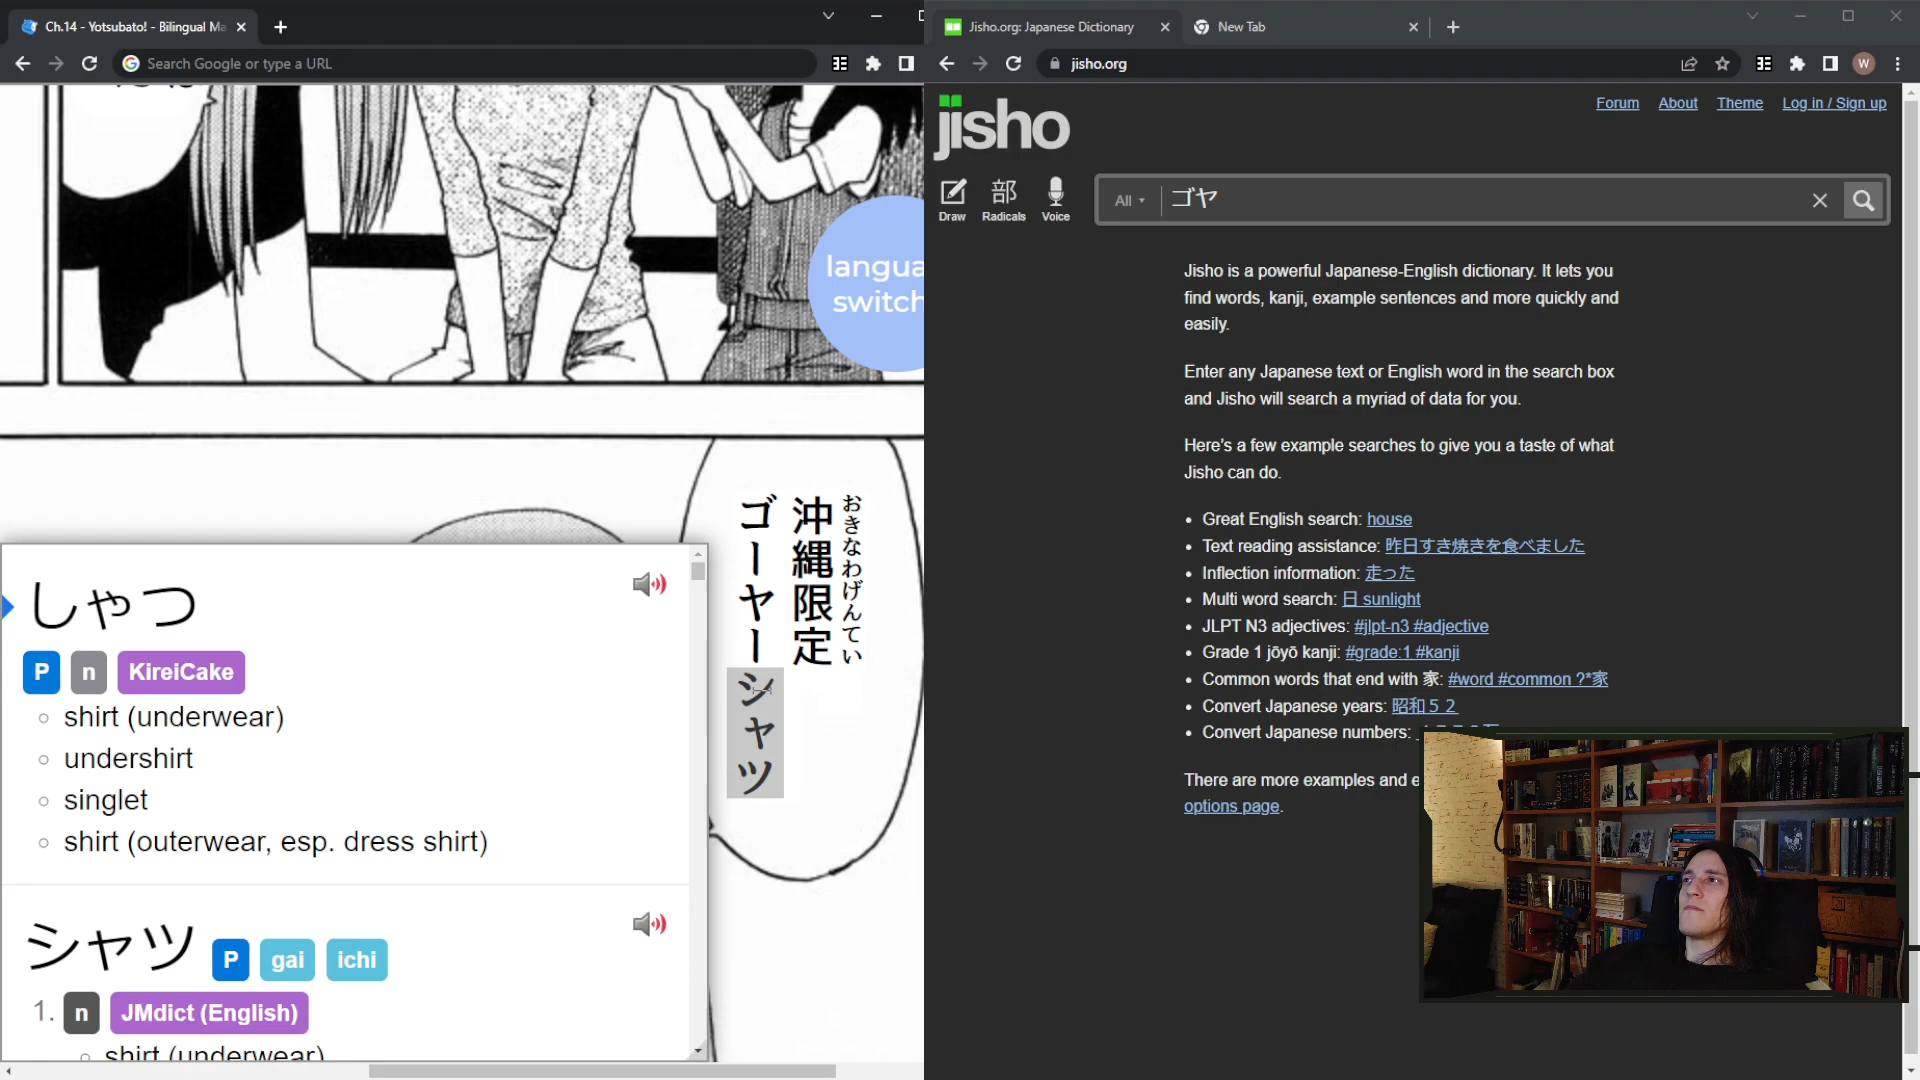 Ch.14 - Yotsubato! - Bilingual Ma
Search Google or type a URL
langua
switch
おきなわげんてい
沖縄限定
ゴーヤーシャツ
しゃつ
P n KireiCake
shirt (underwear)
undershirt
singlet
shirt (outerwear, esp. dress shirt)
シャツ P gai ichi
1. n JMdict (English)
shirt (underwear)
Jisho.org: Japanese Dictionary
New Tab
jisho.org
W
Forum About Theme Log in / Sign up
jisho
Draw 部 Radicals Voice
All ゴヤ
Jisho is a powerful Japanese-English dictionary. It lets you
find words, kanji, example sentences and more quickly and
easily.
Enter any Japanese text or English word in the search box
and Jisho will search a myriad of data for you.
Here's a few example searches to give you a taste of what
Jisho can do.
• Great English search: house
• Text reading assistance: 昨日すき焼きを食べました
• Inflection information: 走った
• Multi word search: 日 sunlight
• JLPT N3 adjectives: #jlpt-n3 #adjective
• Grade 1 jōyō kanji: #grade:1 #kanji
• Common words that end with 家: #word #common ?*家
• Convert Japanese years: 昭和５２
• Convert Japanese numbers:
There are more examples and e
options page.